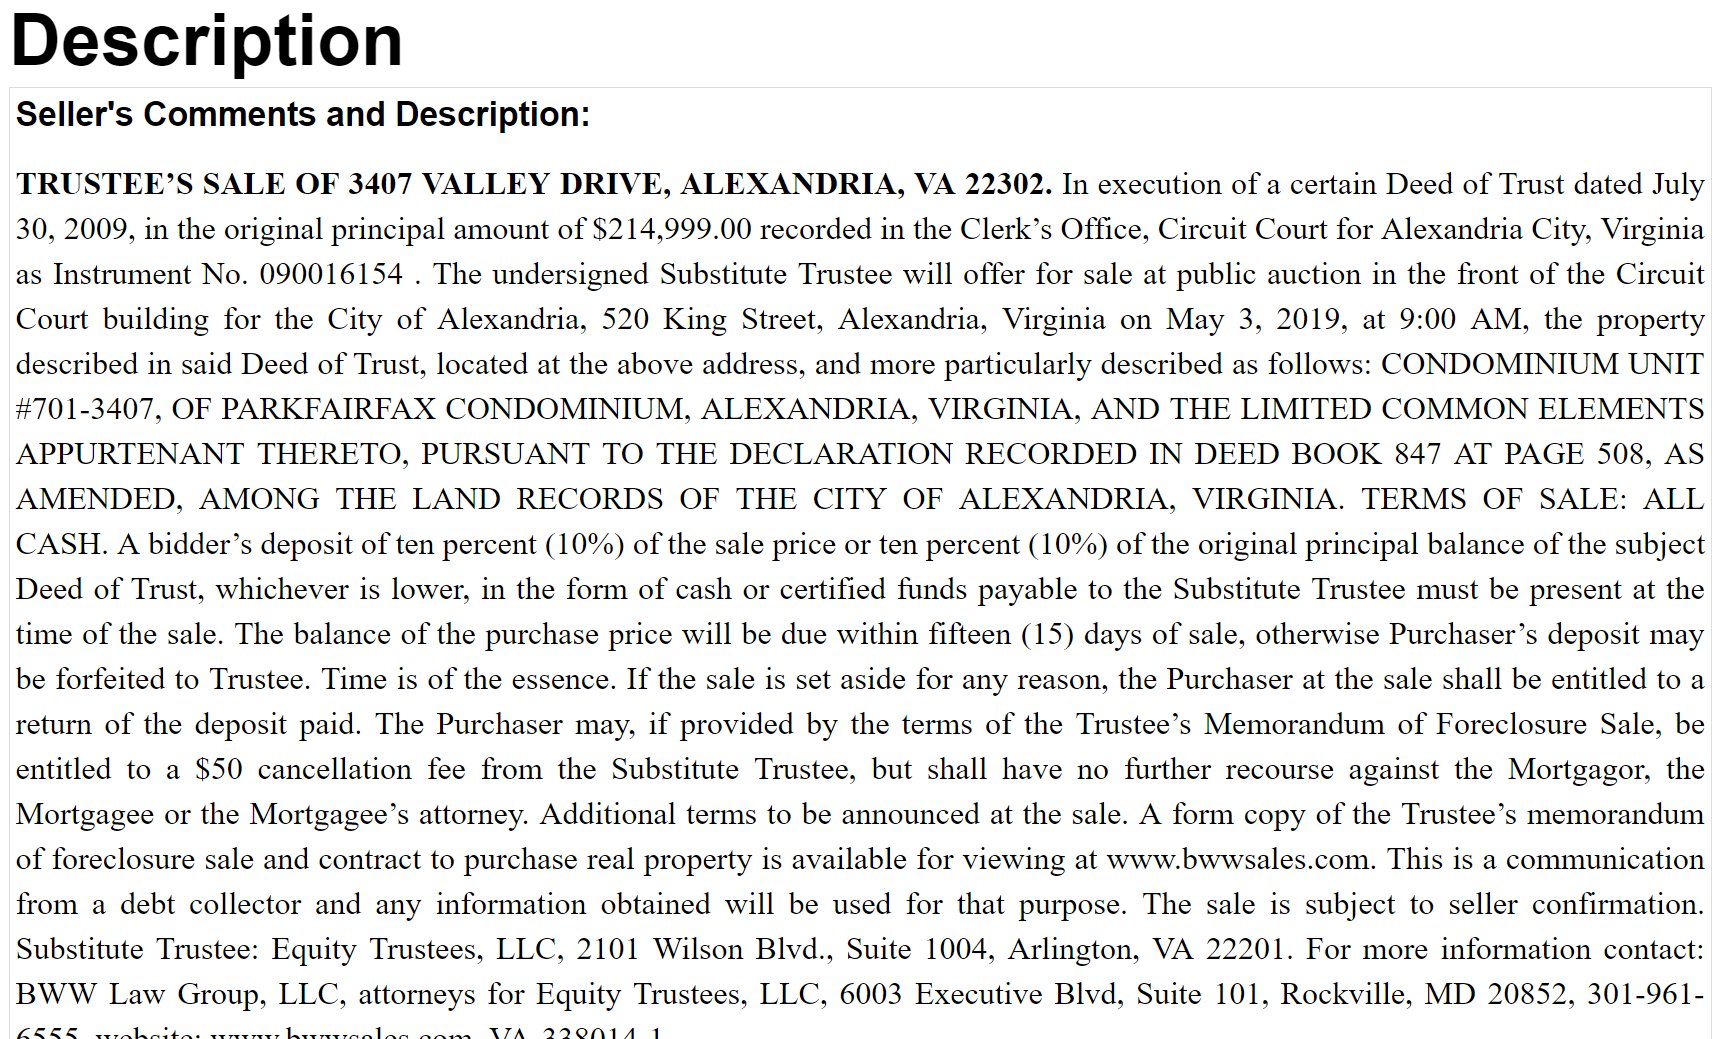 Description
Seller's Comments and Description:
TRUSTEE’S SALE OF 3407 VALLEY DRIVE, ALEXANDRIA, VA 22302. In execution of a certain Deed of Trust dated July
30, 2009, in the original principal amount of $214,999.00 recorded in the Clerk’s Office, Circuit Court for Alexandria City, Virginia
as Instrument No. 090016154 . The undersigned Substitute Trustee will offer for sale at public auction in the front of the Circuit
Court building for the City of Alexandria, 520 King Street, Alexandria, Virginia on May 3, 2019, at 9:00 AM, the property
described in said Deed of Trust, located at the above address, and more particularly described as follows: CONDOMINIUM UNIT
#701-3407, OF PARKFAIRFAX CONDOMINIUM, ALEXANDRIA, VIRGINIA, AND THE LIMITED COMMON ELEMENTS
APPURTENANT THERETO, PURSUANT TO THE DECLARATION RECORDED IN DEED BOOK 847 AT PAGE 508, AS
AMENDED, AMONG THE LAND RECORDS OF THE CITY OF ALEXANDRIA, VIRGINIA. TERMS OF SALE: ALL
CASH. A bidder’s deposit of ten percent (10%) of the sale price or ten percent (10%) of the original principal balance of the subject
Deed of Trust, whichever is lower, in the form of cash or certified funds payable to the Substitute Trustee must be present at the
time of the sale. The balance of the purchase price will be due within fifteen (15) days of sale, otherwise Purchaser’s deposit may
be forfeited to Trustee. Time is of the essence. If the sale is set aside for any reason, the Purchaser at the sale shall be entitled to a
return of the deposit paid. The Purchaser may, if provided by the terms of the Trustee’s Memorandum of Foreclosure Sale, be
entitled to a $50 cancellation fee from the Substitute Trustee, but shall have no further recourse against the Mortgagor, the
Mortgagee or the Mortgagee’s attorney. Additional terms to be announced at the sale. A form copy of the Trustee’s memorandum
of foreclosure sale and contract to purchase real property is available for viewing at www.bwwsales.com. This is a communication
from a debt collector and any information obtained will be used for that purpose. The sale is subject to seller confirmation.
Substitute Trustee: Equity Trustees, LLC, 2101 Wilson Blvd., Suite 1004, Arlington, VA 22201. For more information contact:
BWW Law Group, LLC, attorneys for Equity Trustees, LLC, 6003 Executive Blvd, Suite 101, Rockville, MD 20852, 301-961-
6555, website: www.bwwsales.com. VA-338014-1.